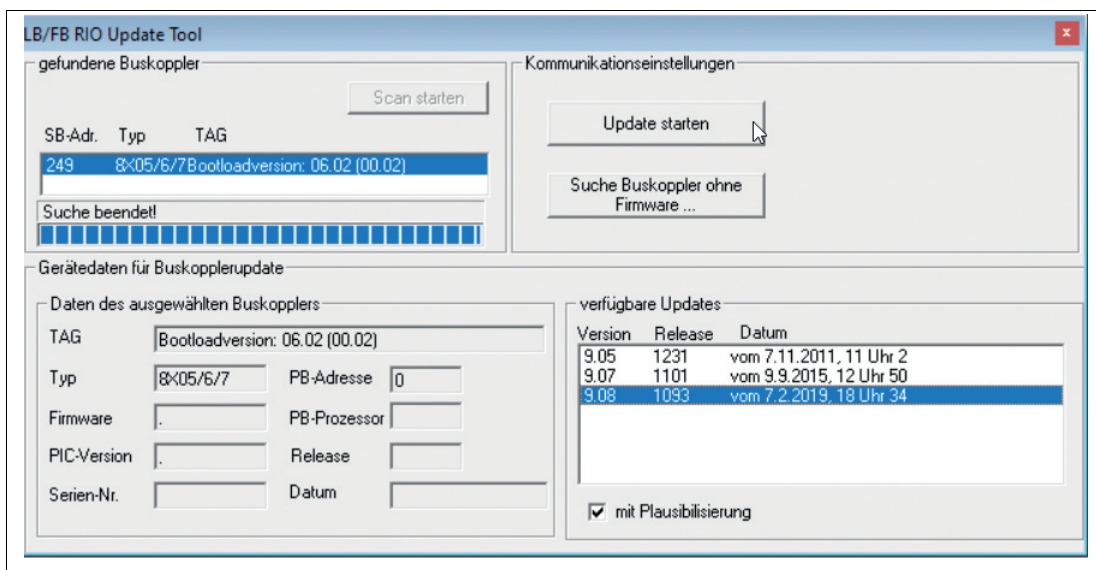 LB/FB RIO Update Tool
gefundene Buskoppler
Scan starten
SB-Adr. Typ TAG
249 8X05/6/7Bootloadversion: 06.02 (00.02)
Suche beendet!
Kommunikationseinstellungen
Update starten
Suche Buskoppler ohne
Firmware ...
Gerätedaten für Buskopplerupdate
Daten des ausgewählten Buskopplers
TAG Bootloadversion: 06.02 (00.02)
Typ 8X05/6/7 PB-Adresse 0
Firmware . PB-Prozessor
PIC-Version . Release
Serien-Nr. Datum
verfügbare Updates
Version Release Datum
9.05 1231 vom 7.11.2011, 11 Uhr 2
9.07 1101 vom 9.9.2015, 12 Uhr 50
9.08 1093 vom 7.2.2019, 18 Uhr 34
mit Plausibilisierung